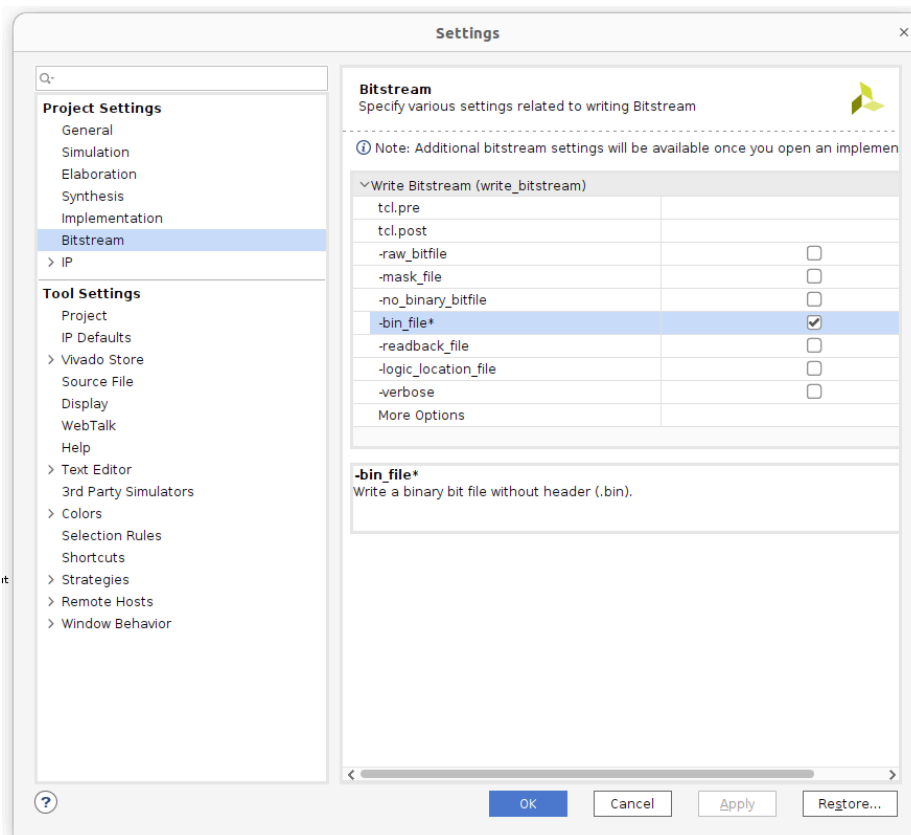 Settings
Project Settings
General
Simulation
Elaboration
Synthesis
Implementation
Bitstream
IP
Tool Settings
Project
IP Defaults
Vivado Store
Source File
Display
WebTalk
Help
Text Editor
3rd Party Simulators
Colors
Selection Rules
Shortcuts
Strategies
Remote Hosts
Window Behavior
Bitstream
Specify various settings related to writing Bitstream
Note: Additional bitstream settings will be available once you open an implemen
Write Bitstream (write_bitstream)
tcl.pre
tcl.post
-raw_bitfile
-mask_file
-no_binary_bitfile
-bin_file*
-readback_file
-logic_location_file
-verbose
More Options
-bin_file*
Write a binary bit file without header (.bin).
?
OK
Cancel
Apply
Restore...